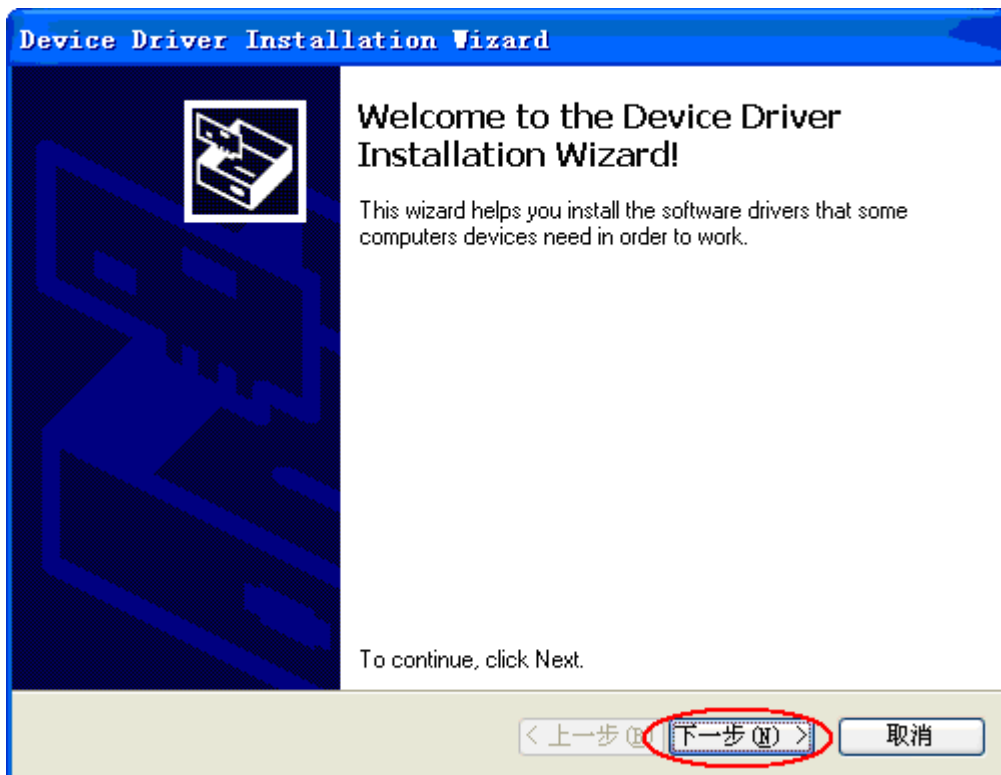 Device Driver Installation Wizard
Welcome to the Device Driver
Installation Wizard!
This wizard helps you install the software drivers that some
computers devices need in order to work.
To continue, click Next.
< 上一步(B) 下一步(N) > 取消